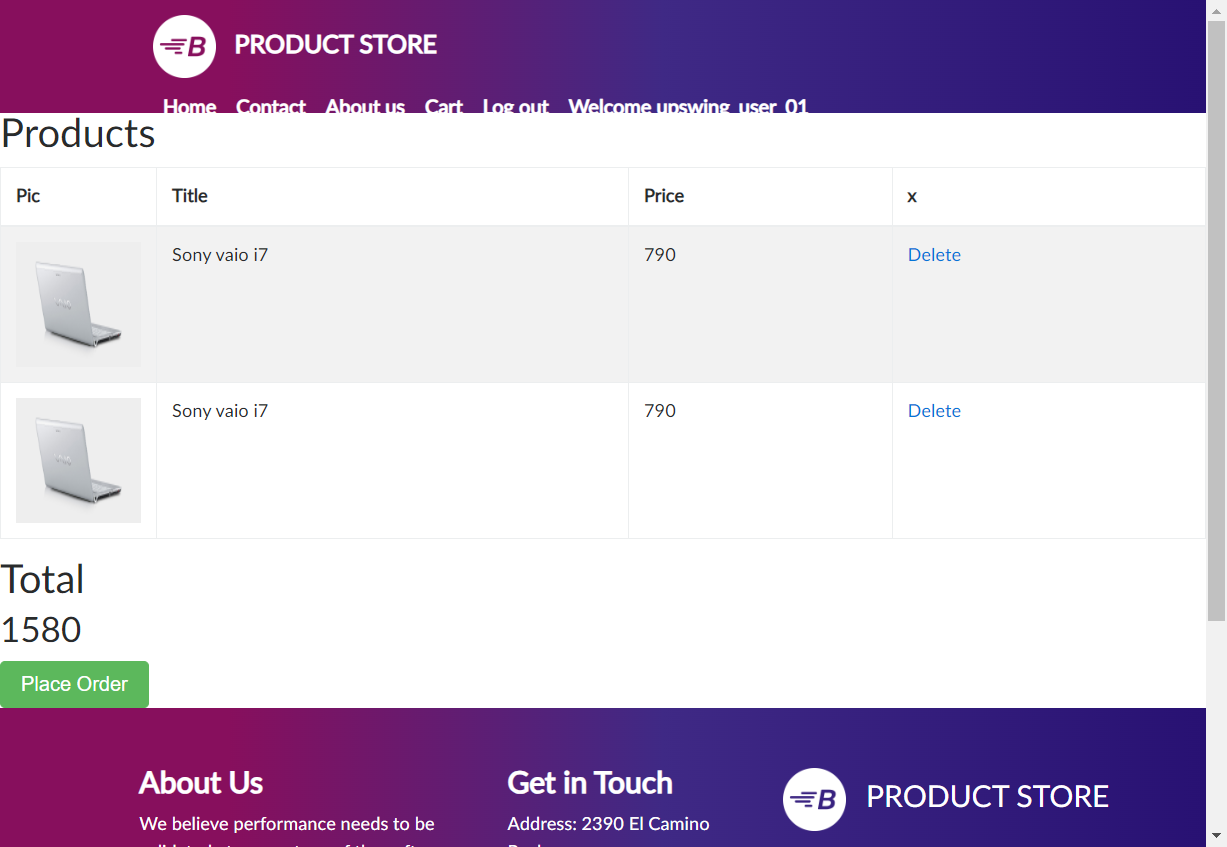 B PRODUCT STORE
Home Contact About us Cart Log out Welcome upswing_user_01
Products
Pic Title Price x
Sony vaio i7 790 Delete
VAIO
Sony vaio i7 790 Delete
VAIO
Total
1580
Place Order
About Us Get in Touch B PRODUCT STORE
We believe performance needs to be Address: 2390 El Camino